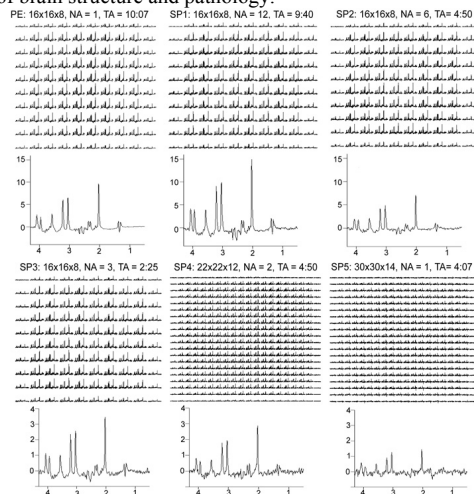 of brain structure and pathology.
PE: 16x16x8, NA = 1, TA = 10:07
SP1: 16x16x8, NA = 12, TA = 9:40
SP2: 16x16x8, NA = 6, TA = 4:50
15
10
5
0
4 3 2 1
15
10
5
0
4 3 2 1
15
10
5
0
4 3 2 1
SP3: 16x16x8, NA = 3, TA = 2:25
SP4: 22x22x12, NA = 2, TA = 4:50
SP5: 30x30x14, NA = 1, TA = 4:07
4
3
2
1
0
4 3 2 1
4
3
2
1
0
4 3 2 1
4
3
2
1
0
4 3 2 1